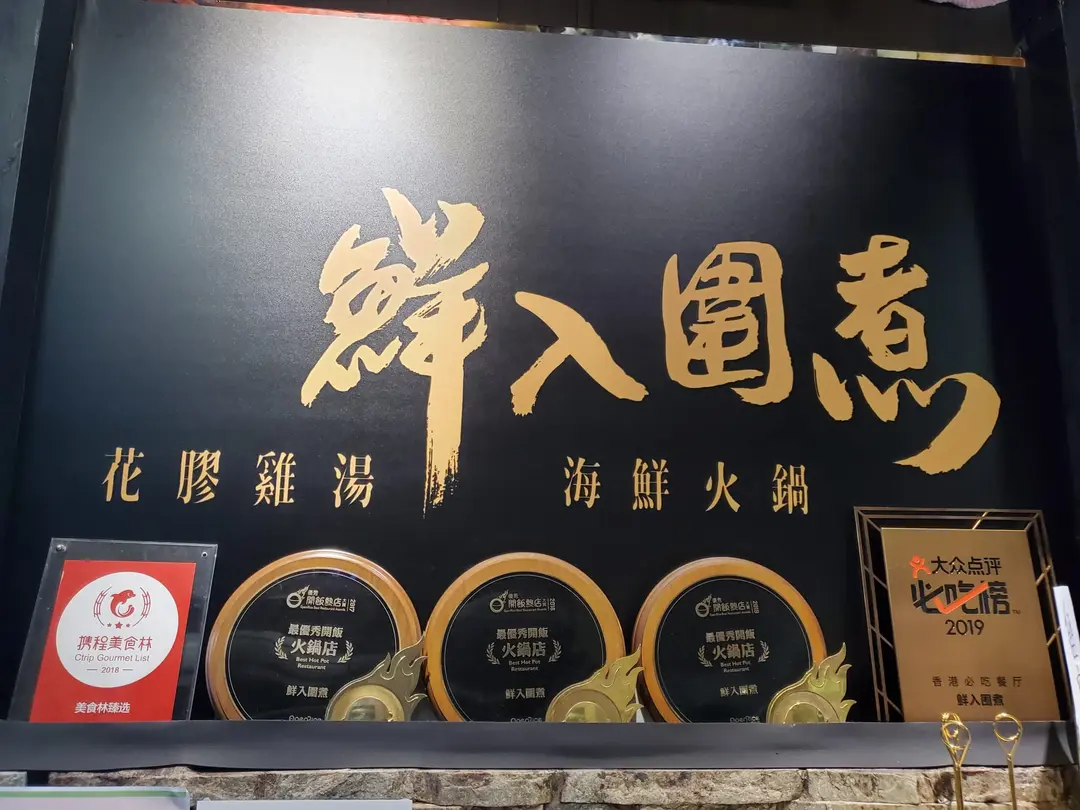 鮮入圍煮
花膠雞湯 海鮮火鍋
携程美食林
Ctrip Gourmet List
2018
美食林臻选
開飯熱店
最優秀開飯
火鍋店
Best Hot Pot
Restaurant
鮮入圍煮
開飯熱店
最優秀開飯
火鍋店
Best Hot Pot
Restaurant
鮮入圍煮
開飯熱店
最優秀開飯
火鍋店
Best Hot Pot
Restaurant
鮮入圍煮
大众点评
必吃榜
2019
香港必吃餐厅
鮮入圍煮